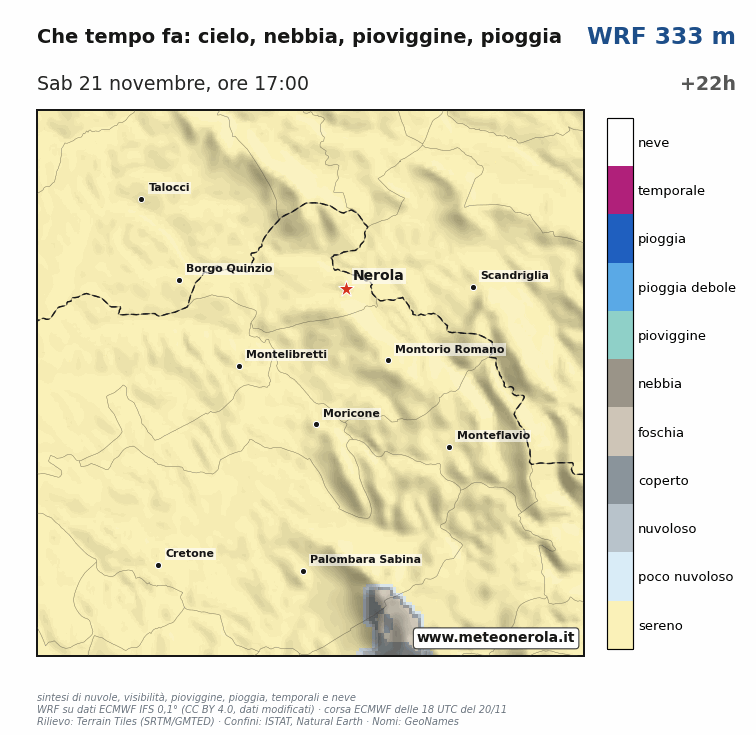 Che tempo fa: cielo, nebbia, pioviggine, pioggia
WRF 333 m
Sab 21 novembre, ore 17:00
+22h
neve
temporale
pioggia
pioggia debole
pioviggine
nebbia
foschia
coperto
nuvoloso
poco nuvoloso
sereno
Talocci
Borgo Quinzio
Nerola
Scandriglia
Montelibretti
Montorio Romano
Moricone
Monteflavio
Cretone
Palombara Sabina
www.meteonerola.it
sintesi di nuvole, visibilità, pioviggine, pioggia, temporali e neve
WRF su dati ECMWF IFS 0,1° (CC BY 4.0, dati modificati) · corsa ECMWF delle 18 UTC del 20/11
Rilievo: Terrain Tiles (SRTM/GMTED) · Confini: ISTAT, Natural Earth · Nomi: GeoNames